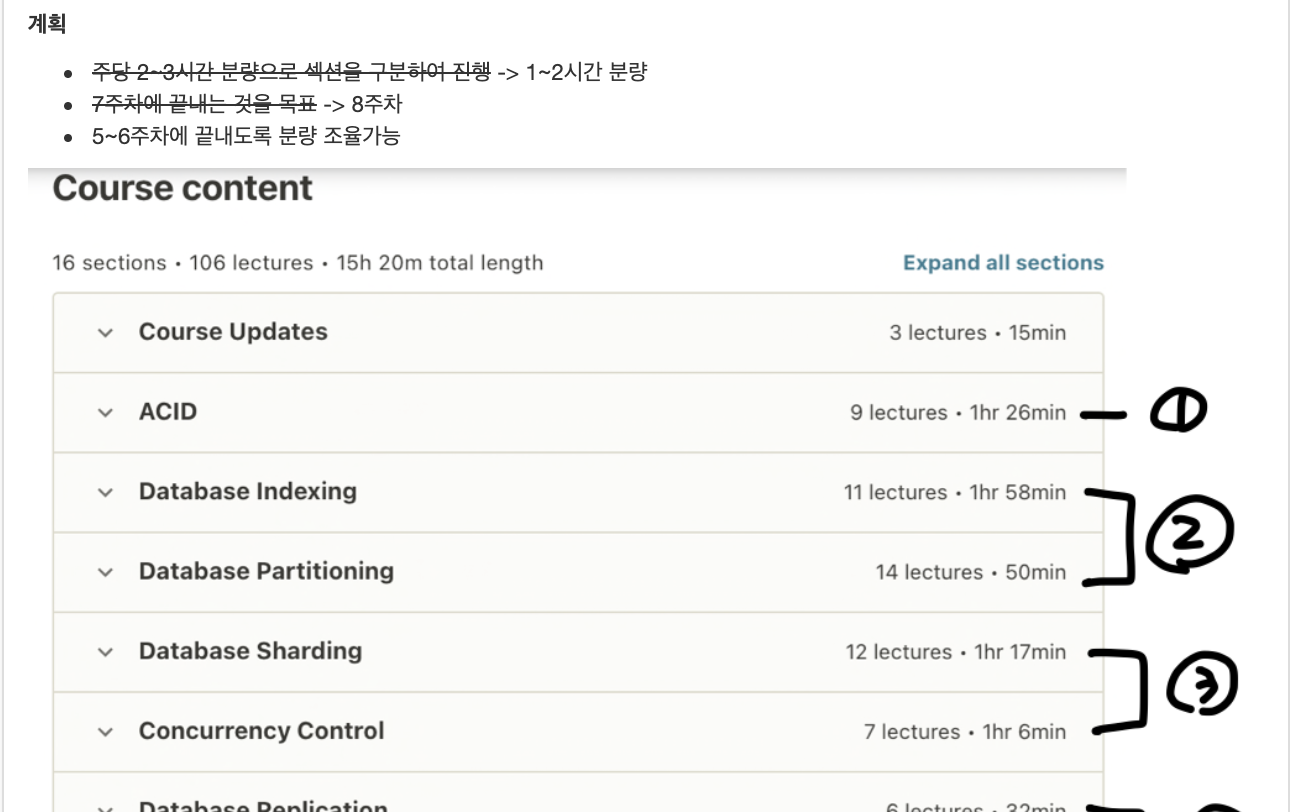 계획
주당 2~3시간 분량으로 섹션을 구분하여 진행 -> 1~2시간 분량
7주차에 끝내는 것을 목표 -> 8주차
5~6주차에 끝내도록 분량 조율가능
Course content
16 sections • 106 lectures • 15h 20m total length Expand all sections
Course Updates 3 lectures • 15min
ACID 9 lectures • 1hr 26min ①
Database Indexing 11 lectures • 1hr 58min
②
Database Partitioning 14 lectures • 50min
Database Sharding 12 lectures • 1hr 17min
③
Concurrency Control 7 lectures • 1hr 6min
Database Replication 6 lectures • 32min